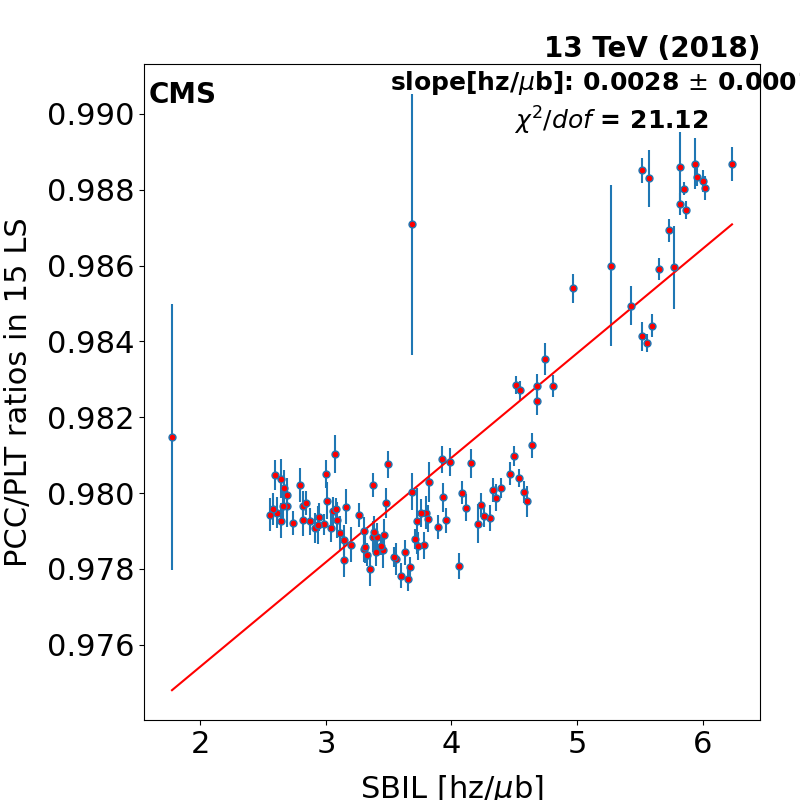 13 TeV (2018)
CMS
slope[hz/μb]: 0.0028 ± 0.000
χ²/dof = 21.12
PCC/PLT ratios in 15 LS
0.990
0.988
0.986
0.984
0.982
0.980
0.978
0.976
2 3 4 5 6
SBIL [hz/μb]